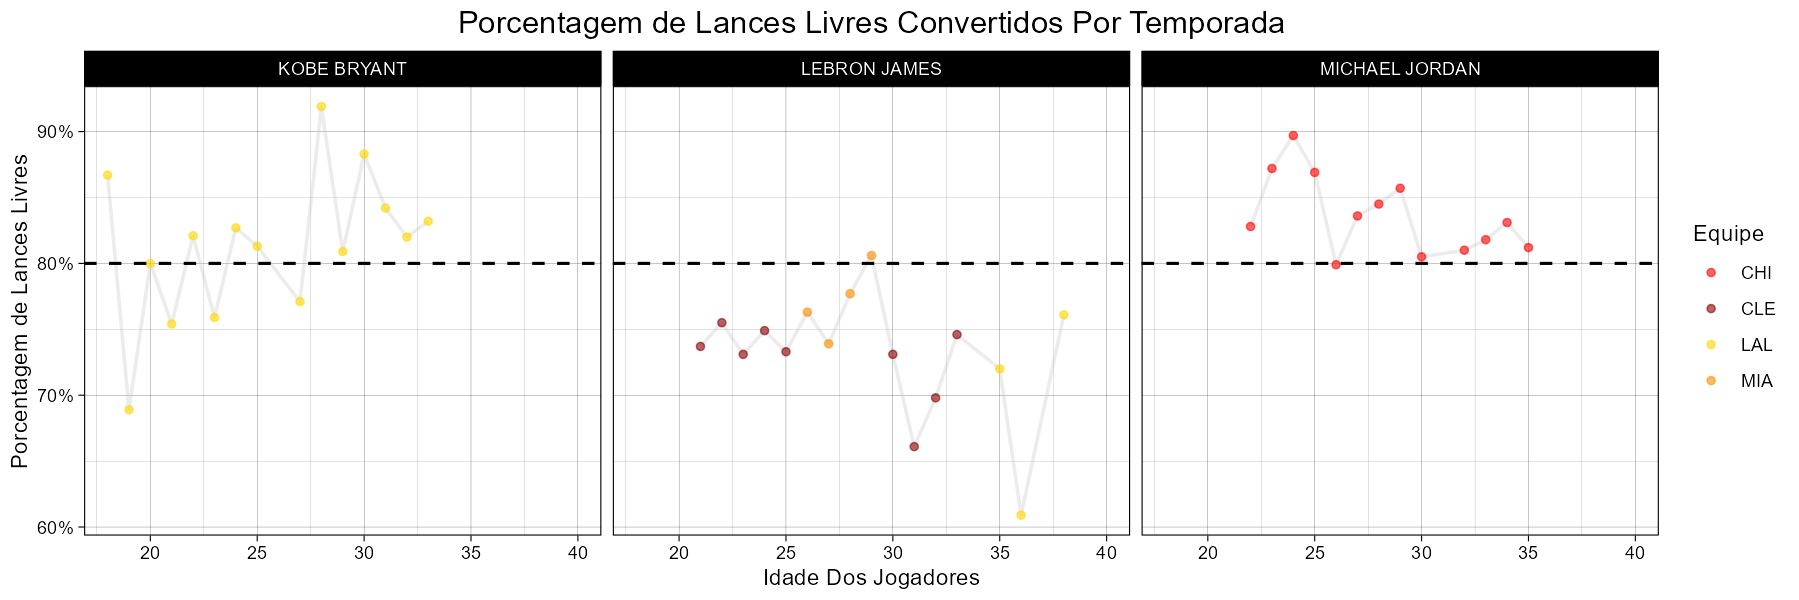 Porcentagem de Lances Livres Convertidos Por Temporada
KOBE BRYANT
LEBRON JAMES
MICHAEL JORDAN
Porcentagem de Lances Livres
90%
80%
70%
60%
20 25 30 35 40
20 25 30 35 40
20 25 30 35 40
Idade Dos Jogadores
Equipe
CHI
CLE
LAL
MIA